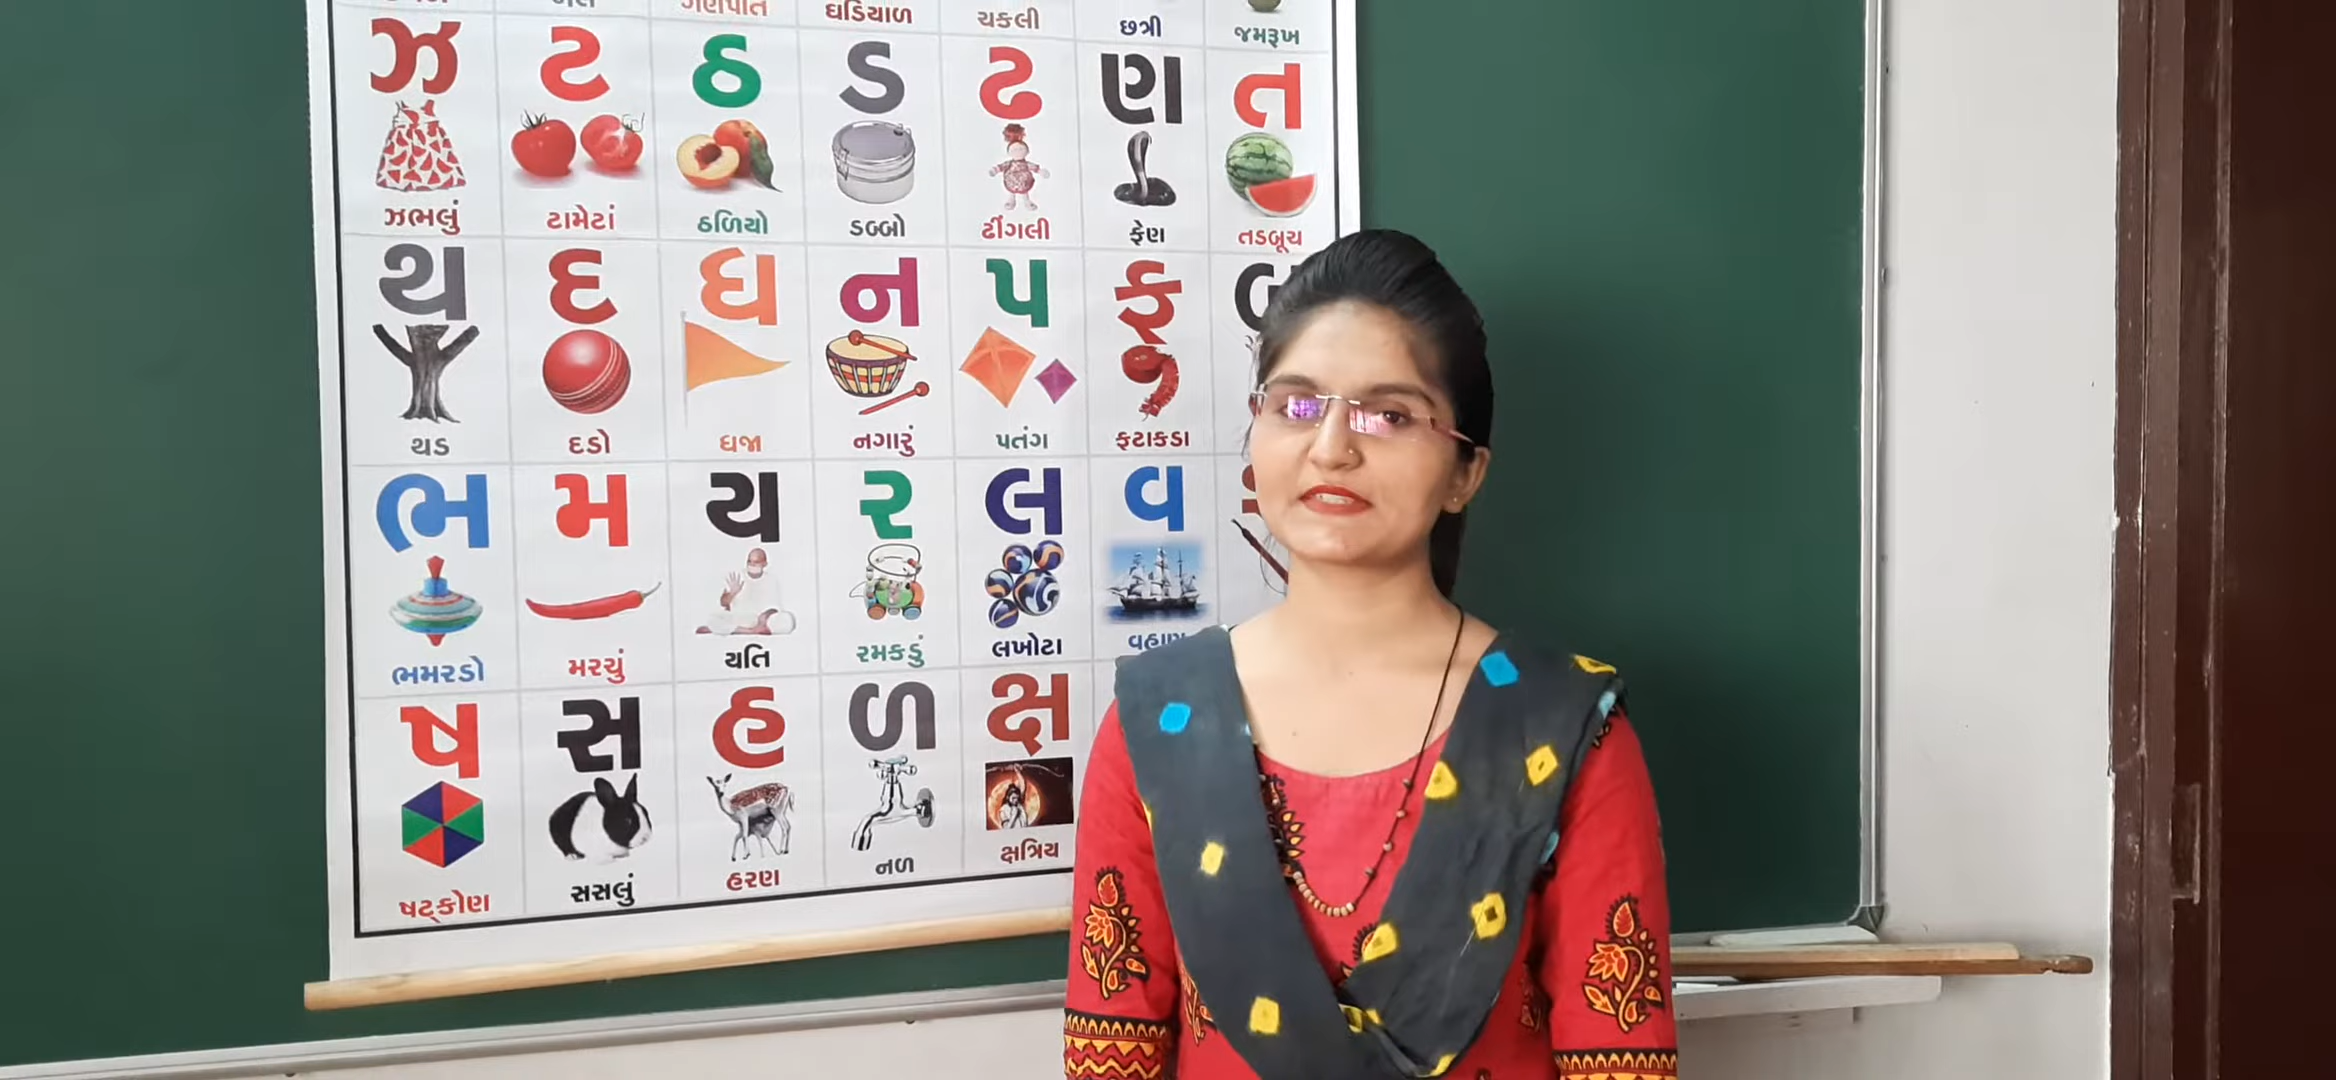 ઘડિયાળ ચકલી છત્રી જમરૂખ
ઝ ટ ઠ ડ ઢ ણ ત
ઝભલું ટામેટાં ઠળિયો ડબ્બો ઢીંગલી ફેણ તડબૂચ
થ દ ધ ન પ ફ
થડ દડો ધજા નગારું પતંગ ફટાકડા
ભ મ ય ર લ વ
ભમરડો મરચું યતિ રમકડું લખોટા
ષ સ હ ળ ક્ષ
ષટ્કોણ સસલું હરણ નળ ક્ષત્રિય